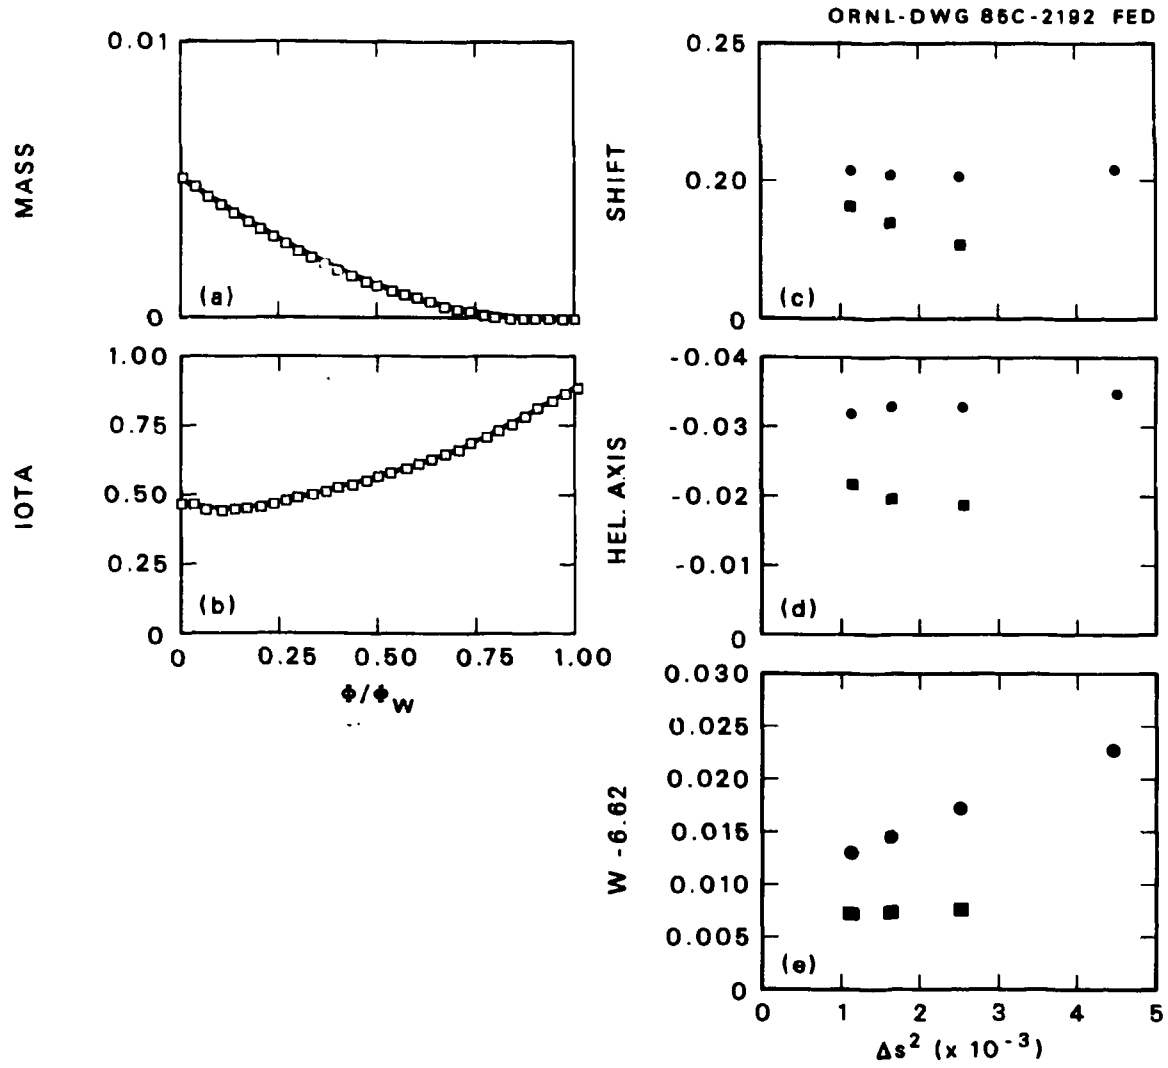 ORNL-DWG 85C-2192 FED
0.01
MASS
0
(a)
1.00
0.75
0.50
0.25
0
IOTA
(b)
0 0.25 0.50 0.75 1.00
Φ/Φ_W
0.25
0.20
0
SHIFT
(c)
-0.04
-0.03
-0.02
-0.01
0
HEL. AXIS
(d)
0.030
0.025
0.020
0.015
0.010
0.005
0
W -6.62
(e)
0 1 2 3 4 5
Δs² (x 10⁻³)